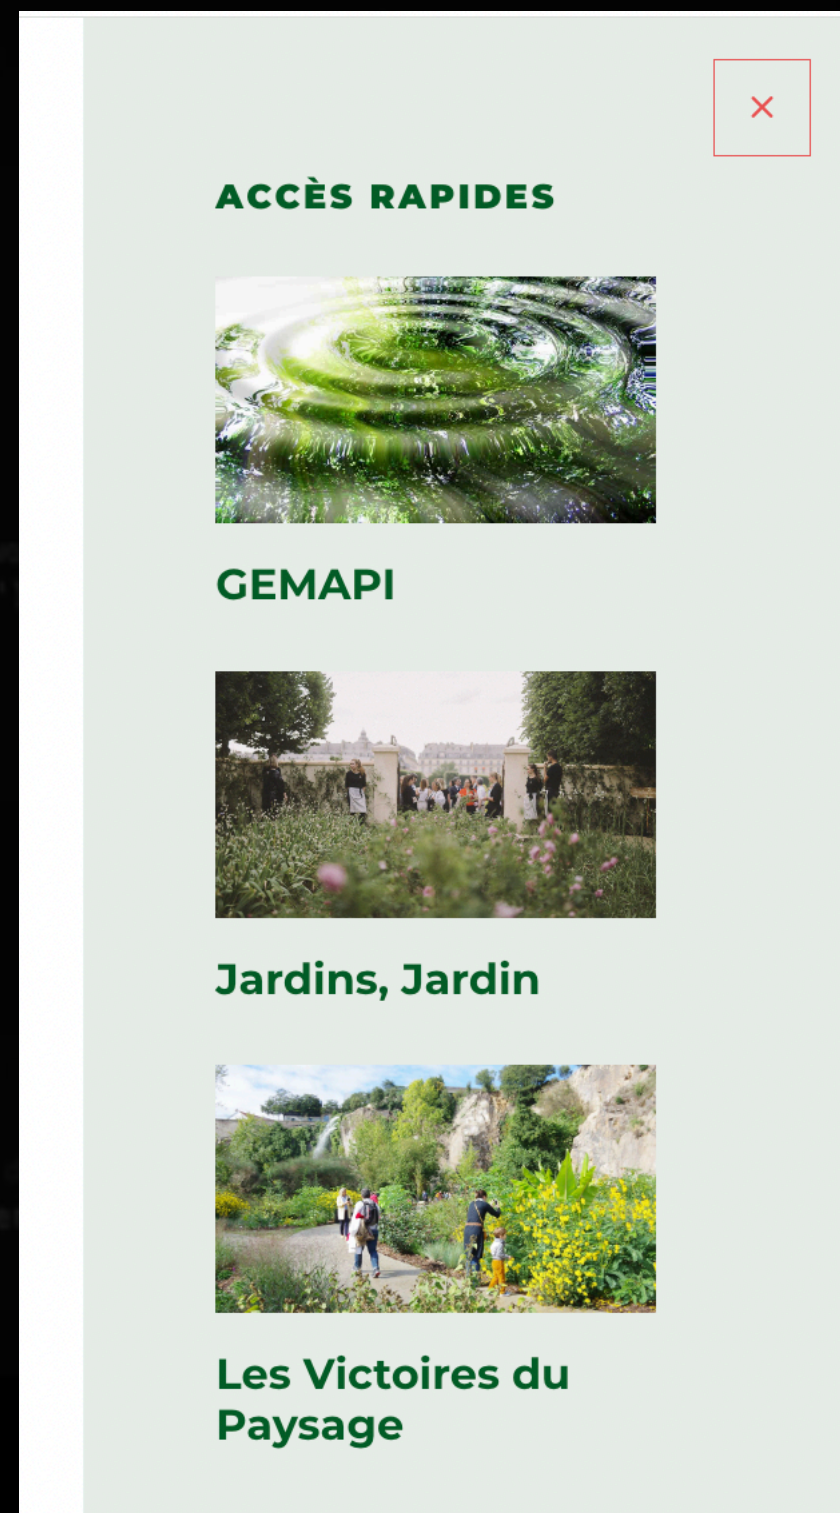 ACCÈS RAPIDES
GEMAPI
Jardins, Jardin
Les Victoires du
Paysage